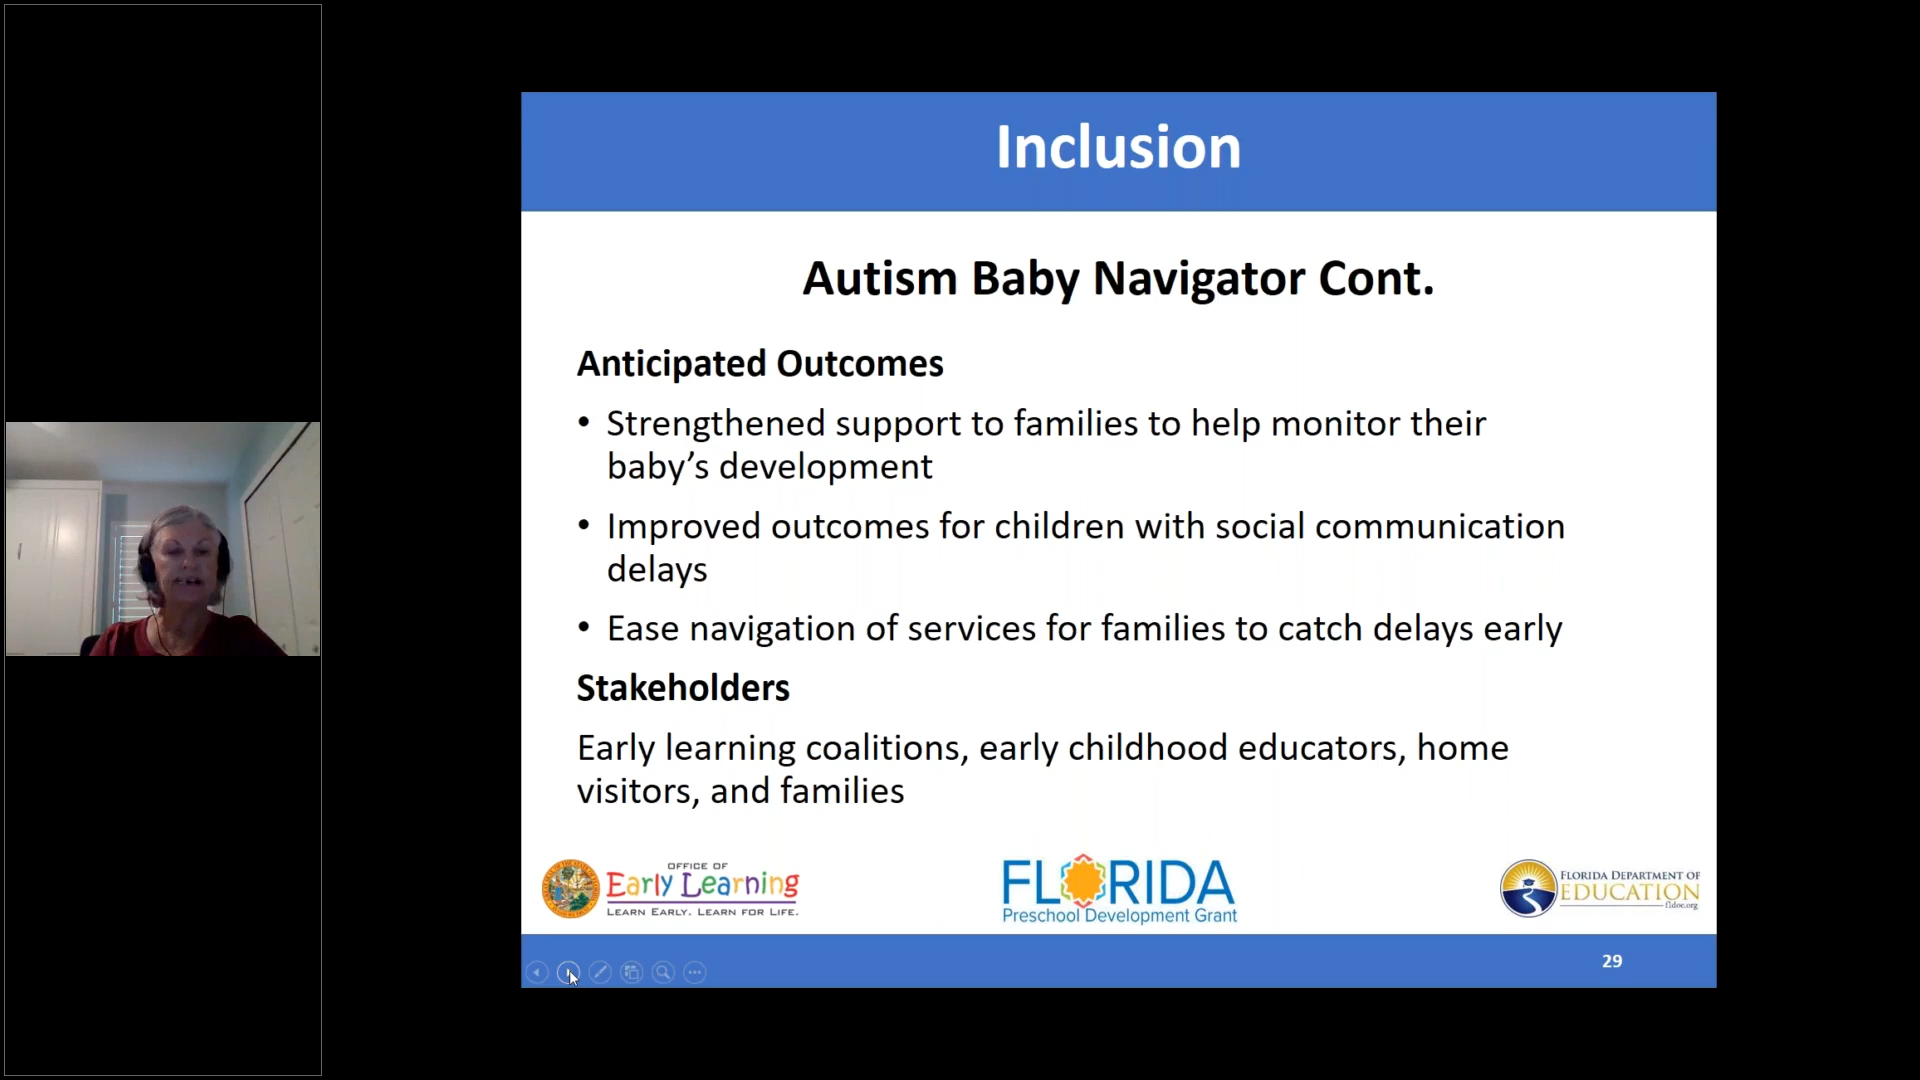 Inclusion
Autism Baby Navigator Cont.
Anticipated Outcomes
• Strengthened support to families to help monitor their
baby’s development
• Improved outcomes for children with social communication
delays
• Ease navigation of services for families to catch delays early
Stakeholders
Early learning coalitions, early childhood educators, home
visitors, and families
OFFICE OF
Early Learning
LEARN EARLY. LEARN FOR LIFE.
FLORIDA
Preschool Development Grant
FLORIDA DEPARTMENT OF
EDUCATION
fldoe.org
29